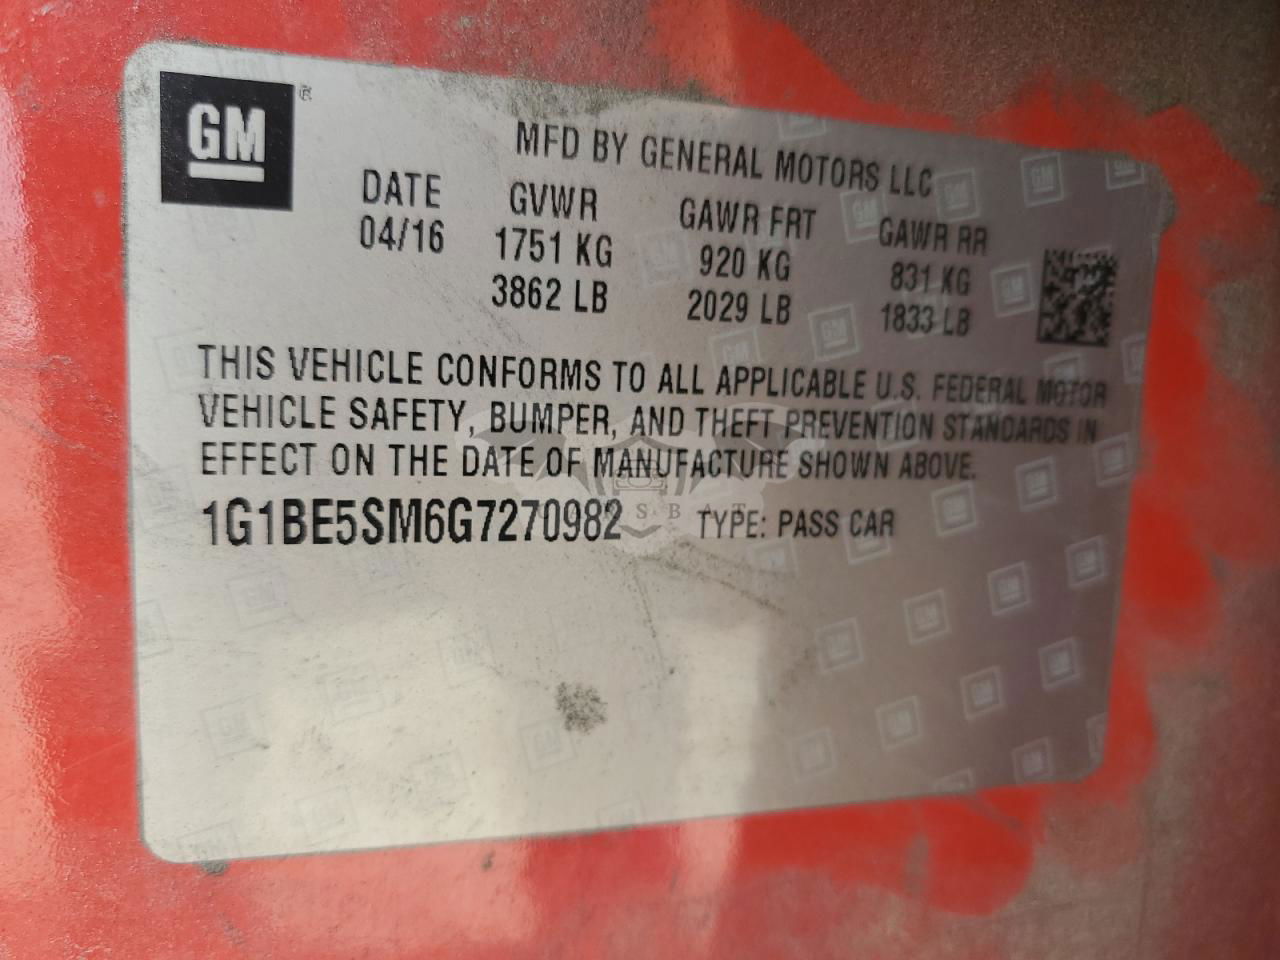 GM ®
MFD BY GENERAL MOTORS LLC
DATE GVWR GAWR FRT GAWR RR
04/16 1751 KG 920 KG 831 KG
3862 LB 2029 LB 1833 LB
THIS VEHICLE CONFORMS TO ALL APPLICABLE U.S. FEDERAL MOTOR
VEHICLE SAFETY, BUMPER, AND THEFT PREVENTION STANDARDS IN
EFFECT ON THE DATE OF MANUFACTURE SHOWN ABOVE.
1G1BE5SM6G7270982 TYPE: PASS CAR